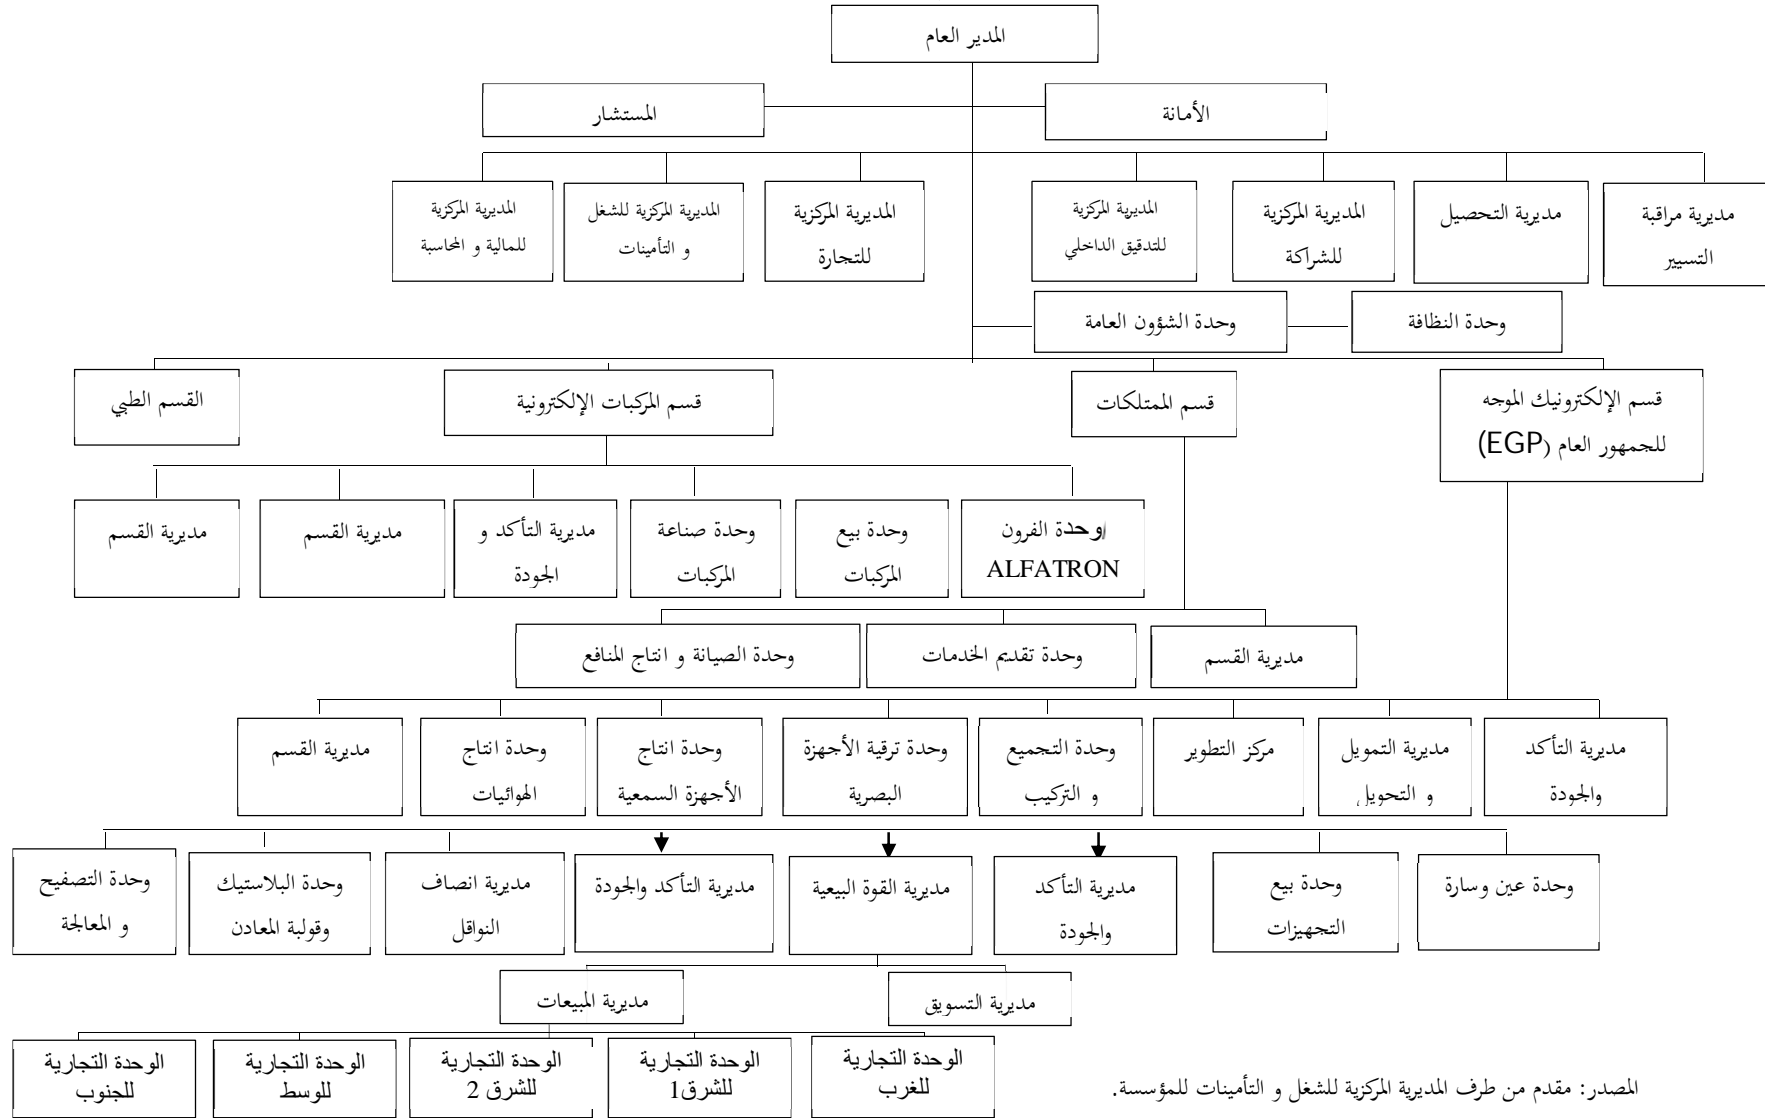 المدير العام
الأمانة
المستشار
مديرية مراقبة
التسيير
مديرية التحصيل
المديرية المركزية
للشراكة
المديرية المركزية
للتدقيق الداخلي
المديرية المركزية
للتجارة
المديرية المركزية للشغل
و التأمينات
المديرية المركزية
للمالية و المحاسبة
وحدة النظافة
وحدة الشؤون العامة
قسم الإلكترونيك الموجه
للجمهور العام (EGP)
قسم الممتلكات
قسم المركبات الإلكترونية
القسم الطبي
وحدة الفرون
ALFATRON
وحدة بيع
المركبات
وحدة صناعة
المركبات
مديرية التأكد و
الجودة
مديرية القسم
مديرية القسم
مديرية القسم
وحدة تقديم الخدمات
وحدة الصيانة و انتاج المنافع
مديرية التأكد
والجودة
مديرية التمويل
و التحويل
مركز التطوير
وحدة التجميع
و التركيب
وحدة ترقية الأجهزة
البصرية
وحدة انتاج
الأجهزة السمعية
وحدة انتاج
الهوائيات
مديرية القسم
وحدة عين وسارة
وحدة بيع
التجهيزات
مديرية التأكد
والجودة
مديرية القوة البيعية
مديرية التأكد والجودة
مديرية انصاف
النواقل
وحدة البلاستيك
وقولبة المعادن
وحدة التصفيح
و المعالجة
مديرية التسويق
مديرية المبيعات
الوحدة التجارية
للغرب
الوحدة التجارية
للشرق1
الوحدة التجارية
للشرق 2
الوحدة التجارية
للوسط
الوحدة التجارية
للجنوب
المصدر: مقدم من طرف المديرية المركزية للشغل و التأمينات للمؤسسة.